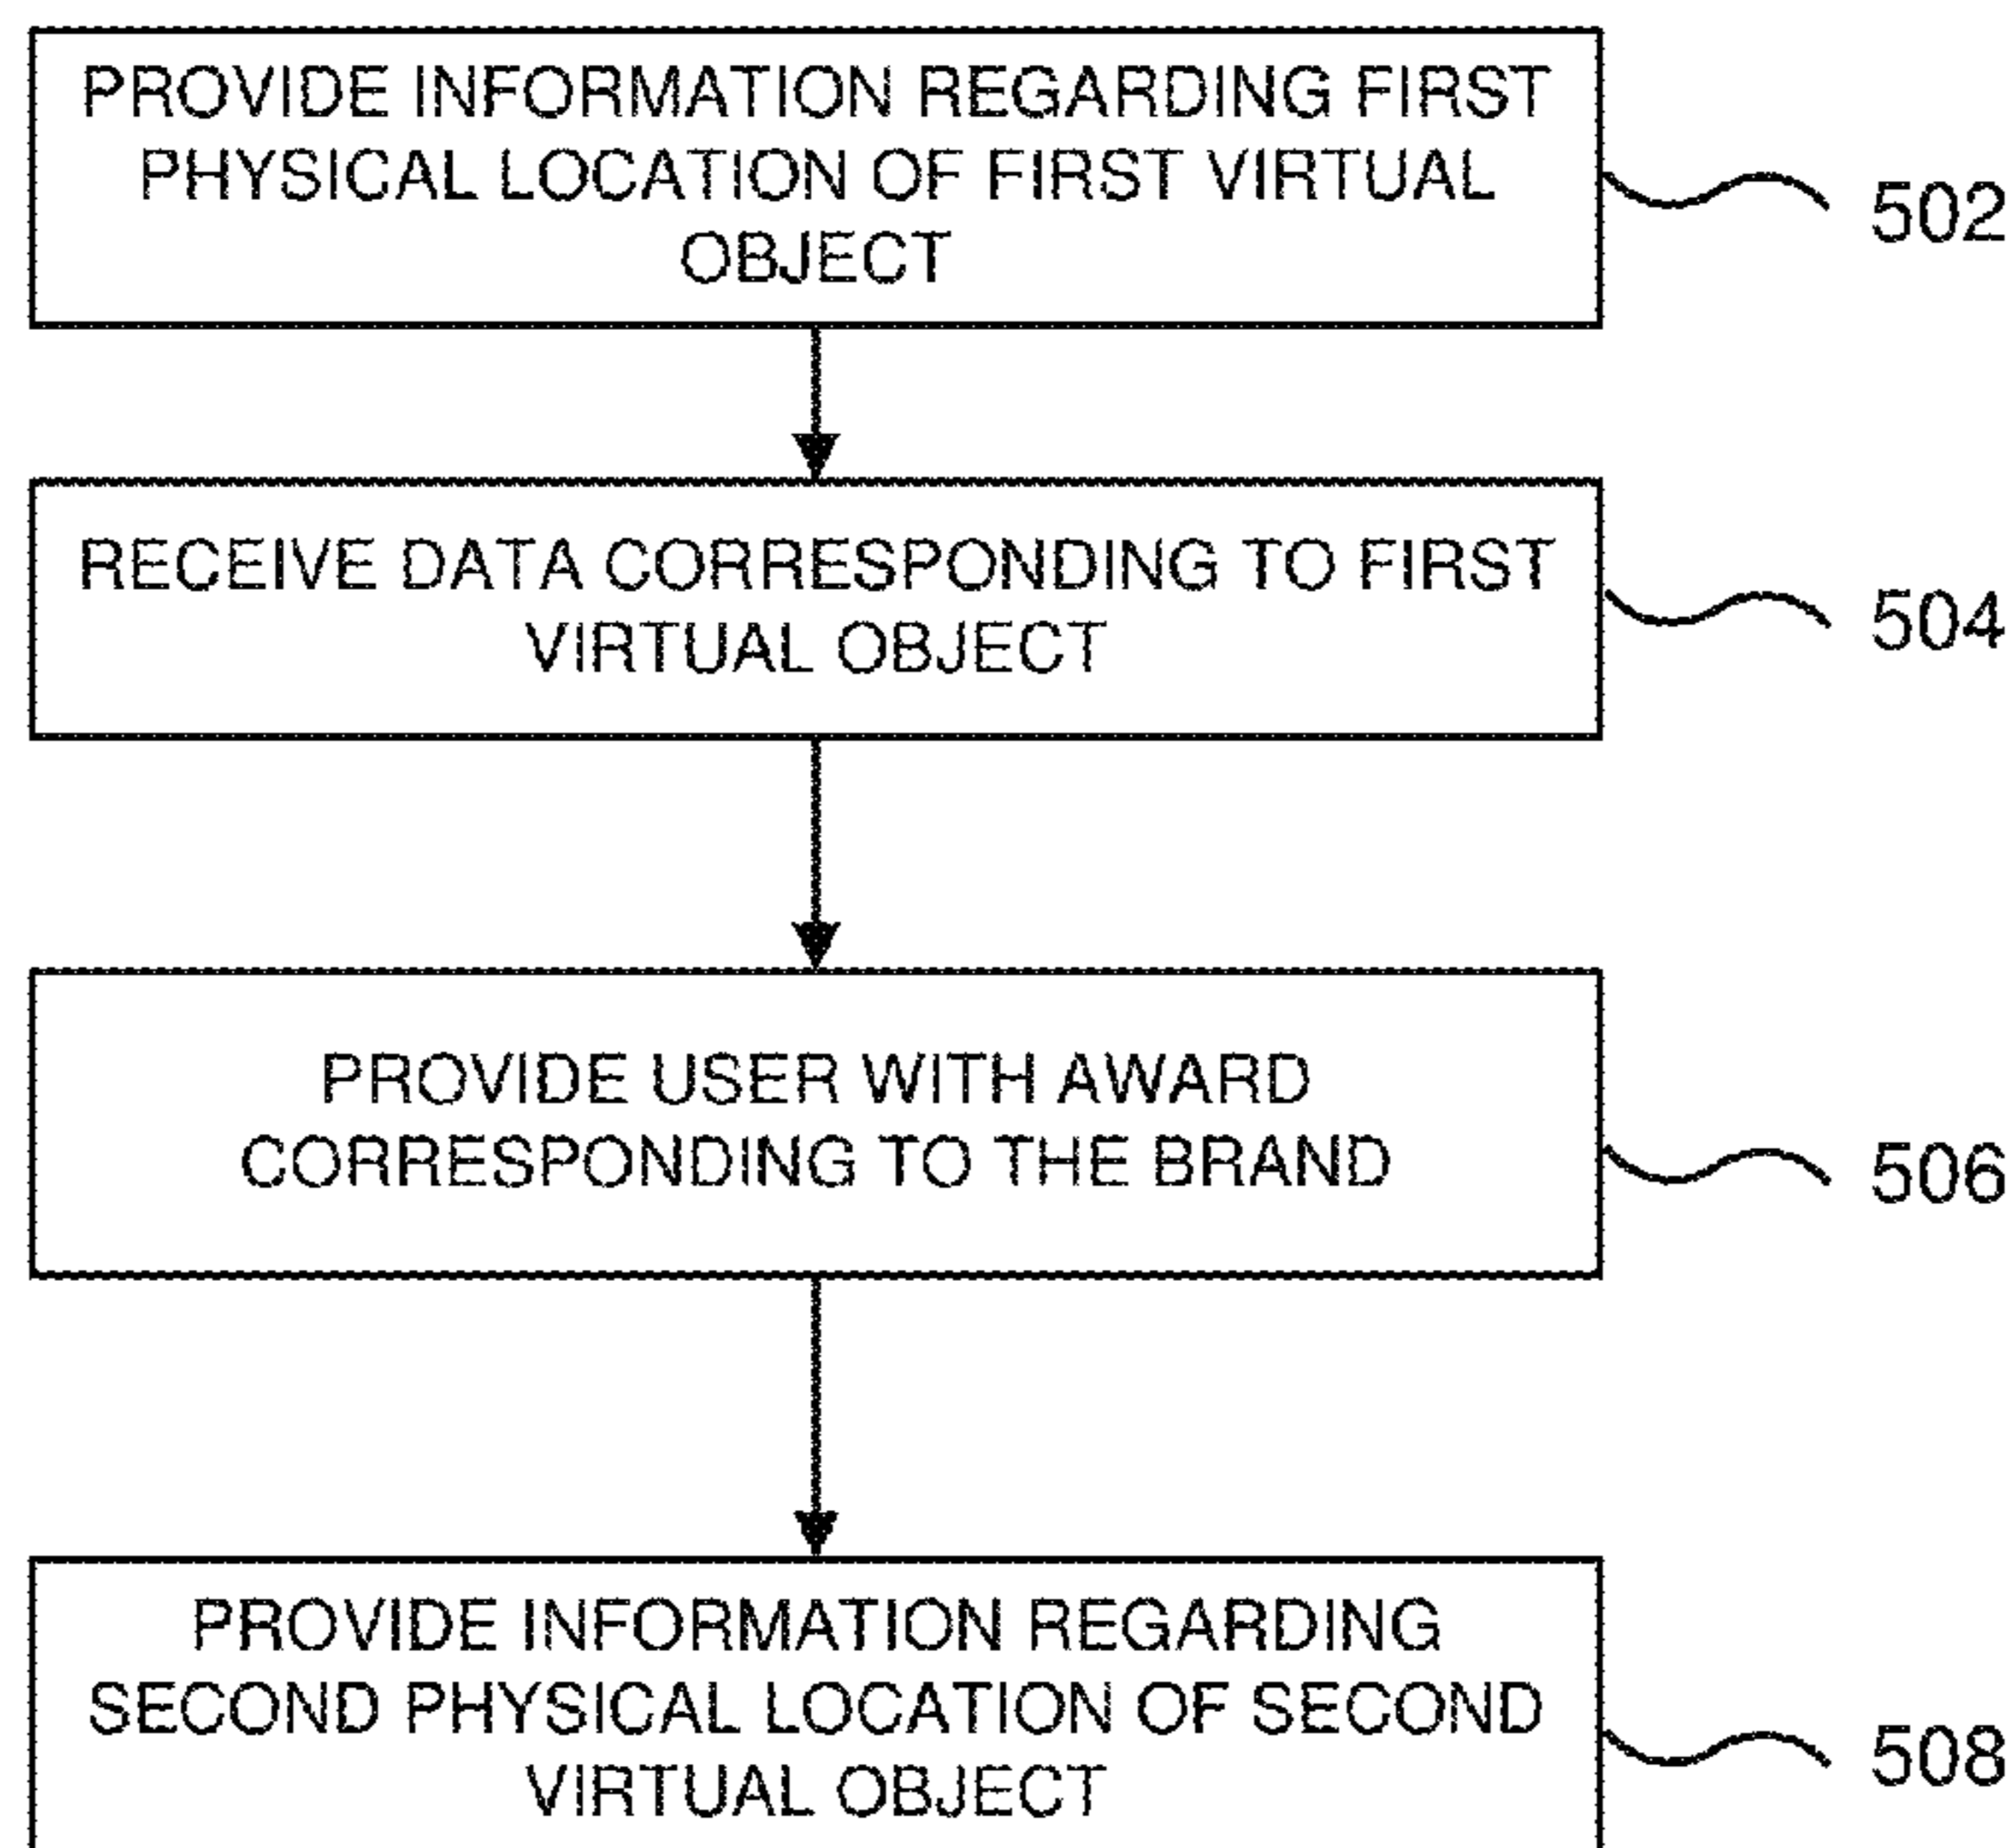 PROVIDE INFORMATION REGARDING FIRST
PHYSICAL LOCATION OF FIRST VIRTUAL
OBJECT
502
RECEIVE DATA CORRESPONDING TO FIRST
VIRTUAL OBJECT
504
PROVIDE USER WITH AWARD
CORRESPONDING TO THE BRAND
506
PROVIDE INFORMATION REGARDING
SECOND PHYSICAL LOCATION OF SECOND
VIRTUAL OBJECT
508